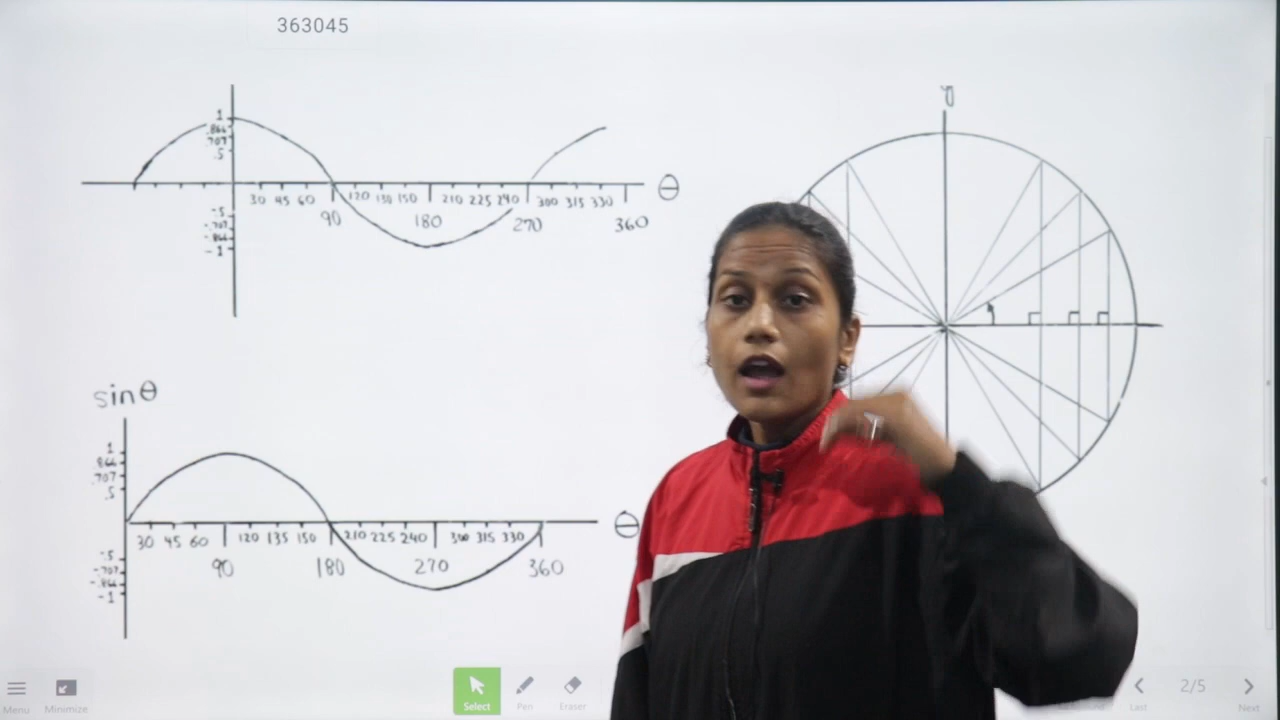 363045
y
1
.866
.707
.5
θ
30 45 60 120 130 150 210 225 240 300 315 330
90 180 270 360
-.5
-.707
-.866
-1
sinθ
1
.866
.707
.5
θ
30 45 60 120 135 150 210 225 240 300 315 330
90 180 270 360
-.5
-.707
-.866
-1
Menu Minimize Select Pen Eraser Last 2/5 Next